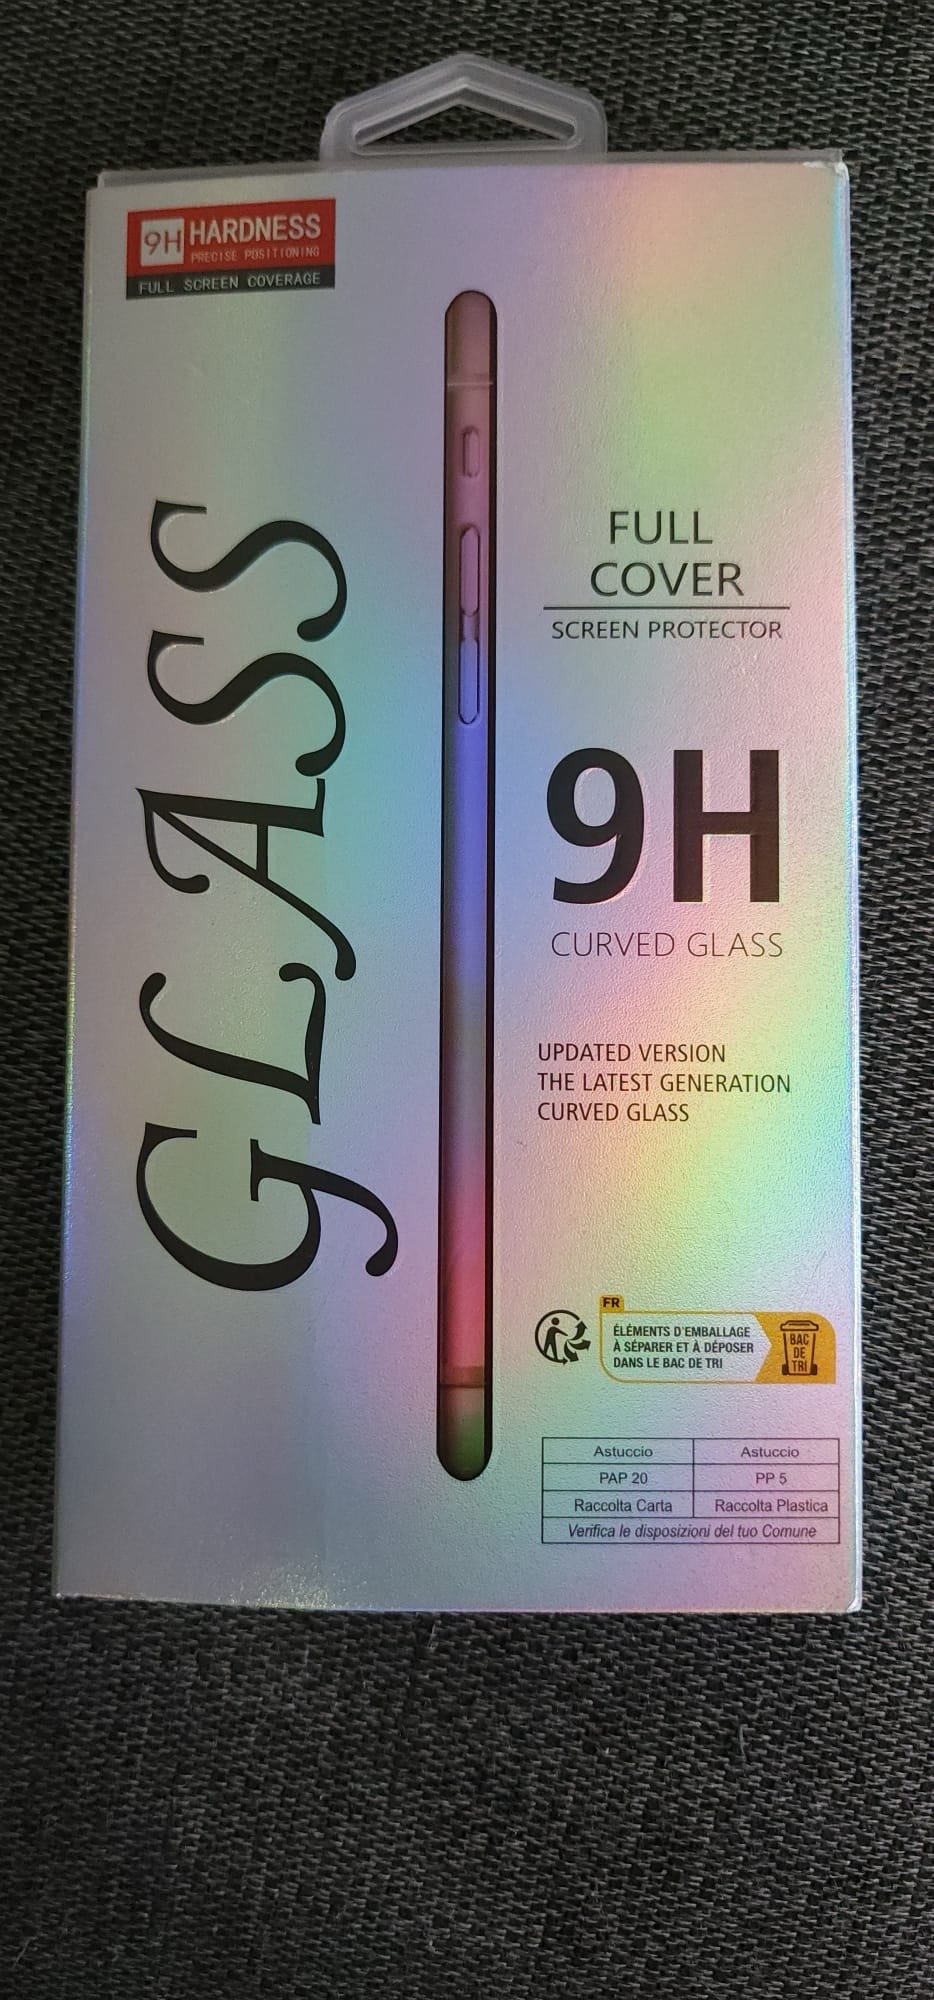 9H HARDNESS
PRECISE POSITIONING
FULL SCREEN COVERAGE
GLASS
FULL
COVER
SCREEN PROTECTOR
9H
CURVED GLASS
UPDATED VERSION
THE LATEST GENERATION
CURVED GLASS
FR
ÉLÉMENTS D'EMBALLAGE
À SÉPARER ET À DÉPOSER
DANS LE BAC DE TRI
BAC
DE
TRI
Astuccio Astuccio
PAP 20 PP 5
Raccolta Carta Raccolta Plastica
Verifica le disposizioni del tuo Comune